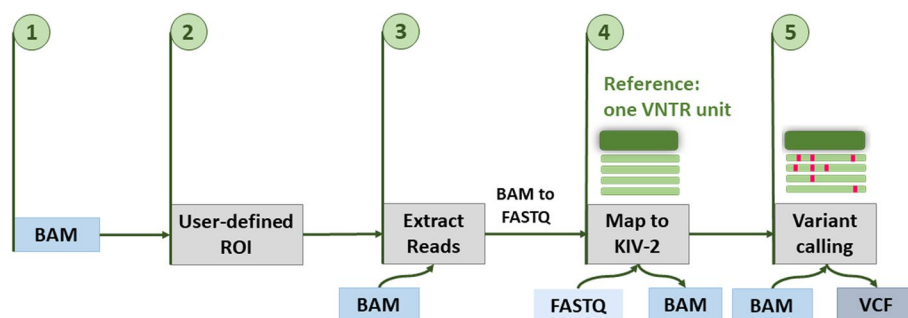 1
2
3
4
5
Reference:
one VNTR unit
BAM
User-defined
ROI
Extract
Reads
BAM to
FASTQ
Map to
KIV-2
Variant
calling
BAM
FASTQ
BAM
BAM
VCF